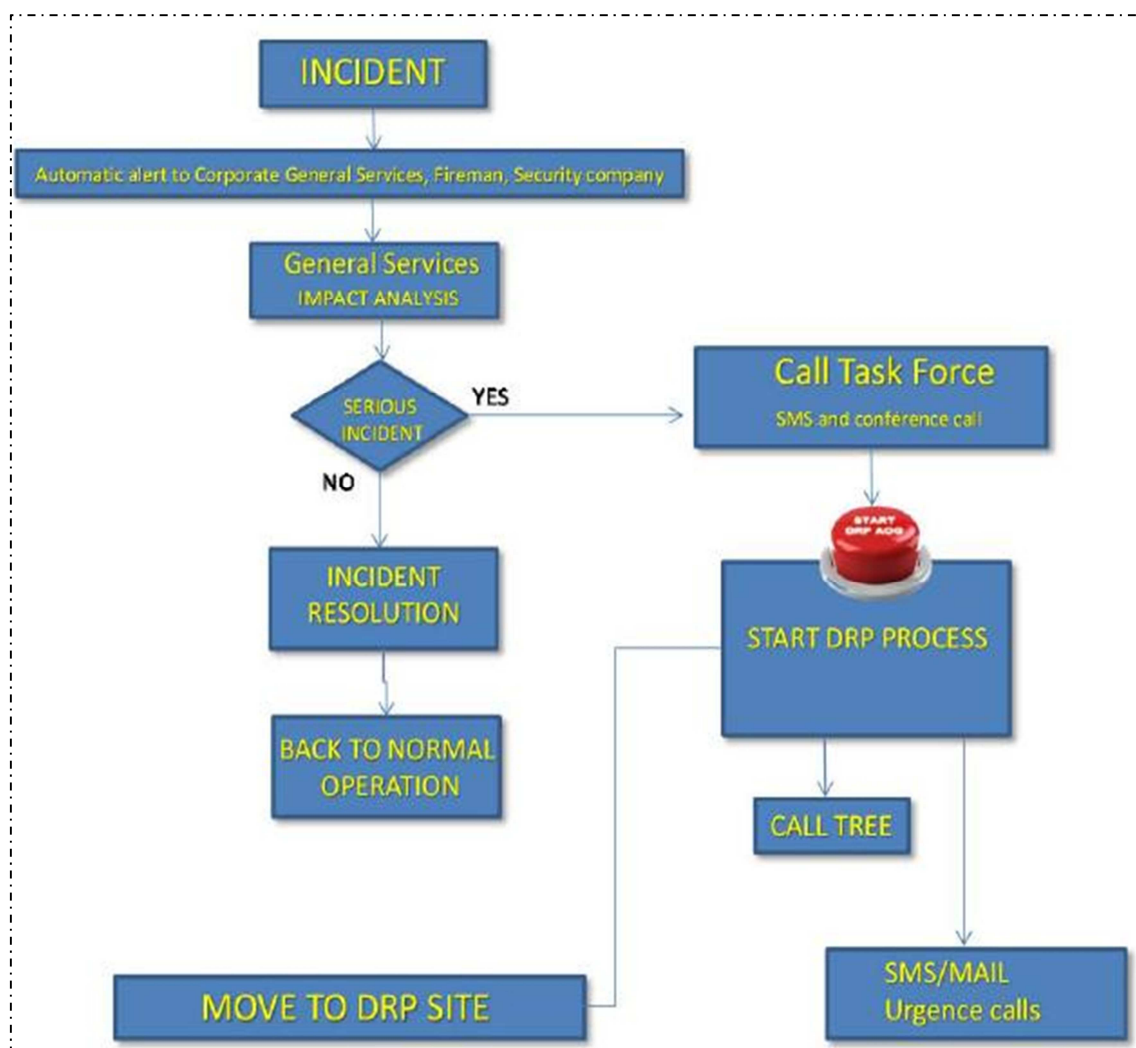 INCIDENT
Automatic alert to Corporate General Services, Fireman, Security company
General Services
IMPACT ANALYSIS
SERIOUS
INCIDENT
YES
NO
Call Task Force
SMS and conférence call
START
DRP AOG
INCIDENT
RESOLUTION
START DRP PROCESS
BACK TO NORMAL
OPERATION
CALL TREE
SMS/MAIL
Urgence calls
MOVE TO DRP SITE